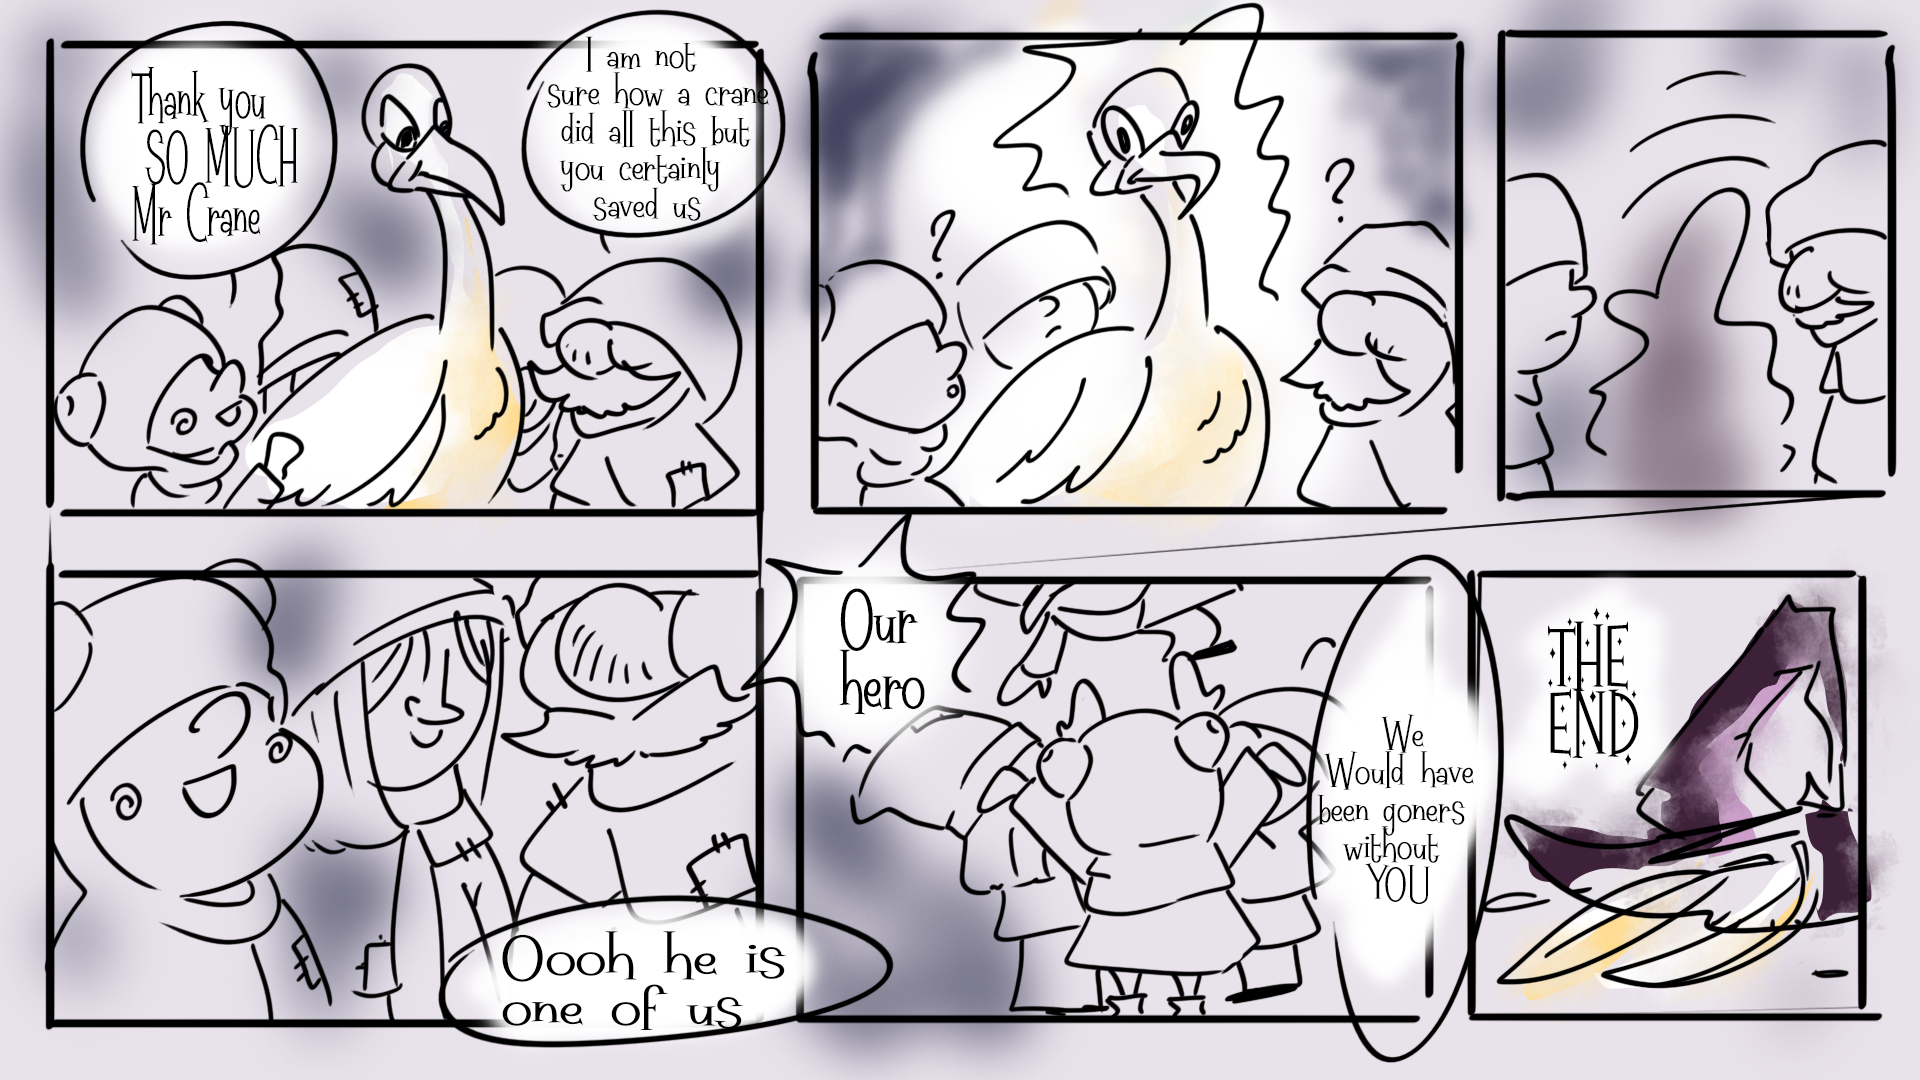 Thank you
SO MUCH
Mr Crane
I am not
sure how a crane
did all this but
you certainly
saved us
?
?
Oooh he is
one of us
Our
hero
We
Would have
been goners
without
YOU
THE
END